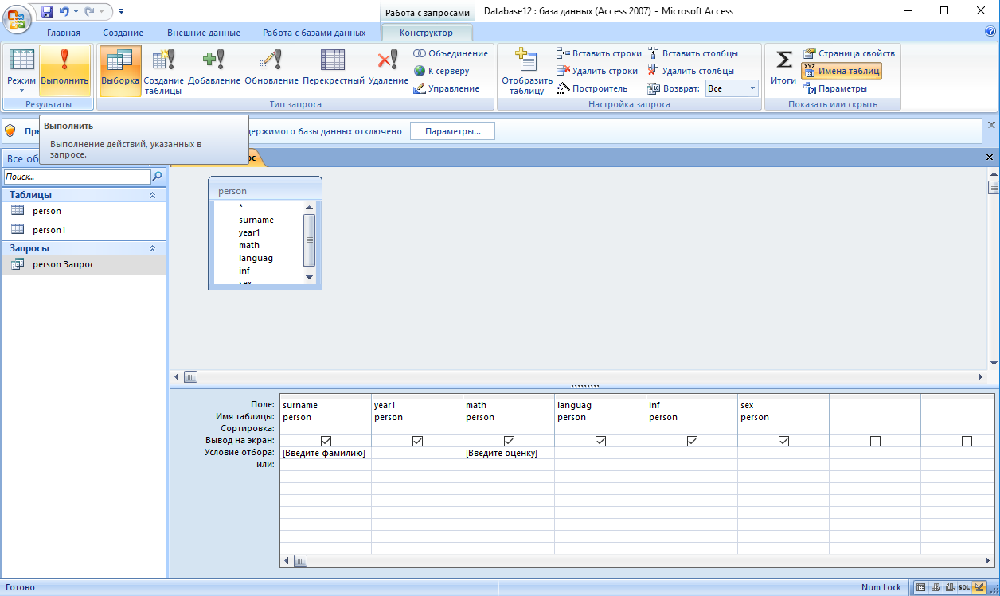 Работа с запросами
Database12 : база данных (Access 2007) - Microsoft Access
Главная Создание Внешние данные Работа с базами данных Конструктор
Режим Выполнить Выборка Создание таблицы Добавление Обновление Перекрестный Удаление
Объединение
К серверу
Управление
Отобразить таблицу
Вставить строки Вставить столбцы
Удалить строки Удалить столбцы
Построитель Возврат: Все
Итоги
Страница свойств
Имена таблиц
Параметры
Результаты Тип запроса Настройка запроса Показать или скрыть
Выполнить
Выполнение действий, указанных в
запросе.
Пре
держимого базы данных отключено Параметры...
Все об
ос
Поиск...
Таблицы
person
person1
Запросы
person Запрос
person
*
surname
year1
math
languag
inf
sex
Поле: surname year1 math languag inf sex
Имя таблицы: person person person person person person
Сортировка:
Вывод на экран:
Условие отбора: [Введите фамилию] [Введите оценку]
или:
Готово
Num Lock
SQL